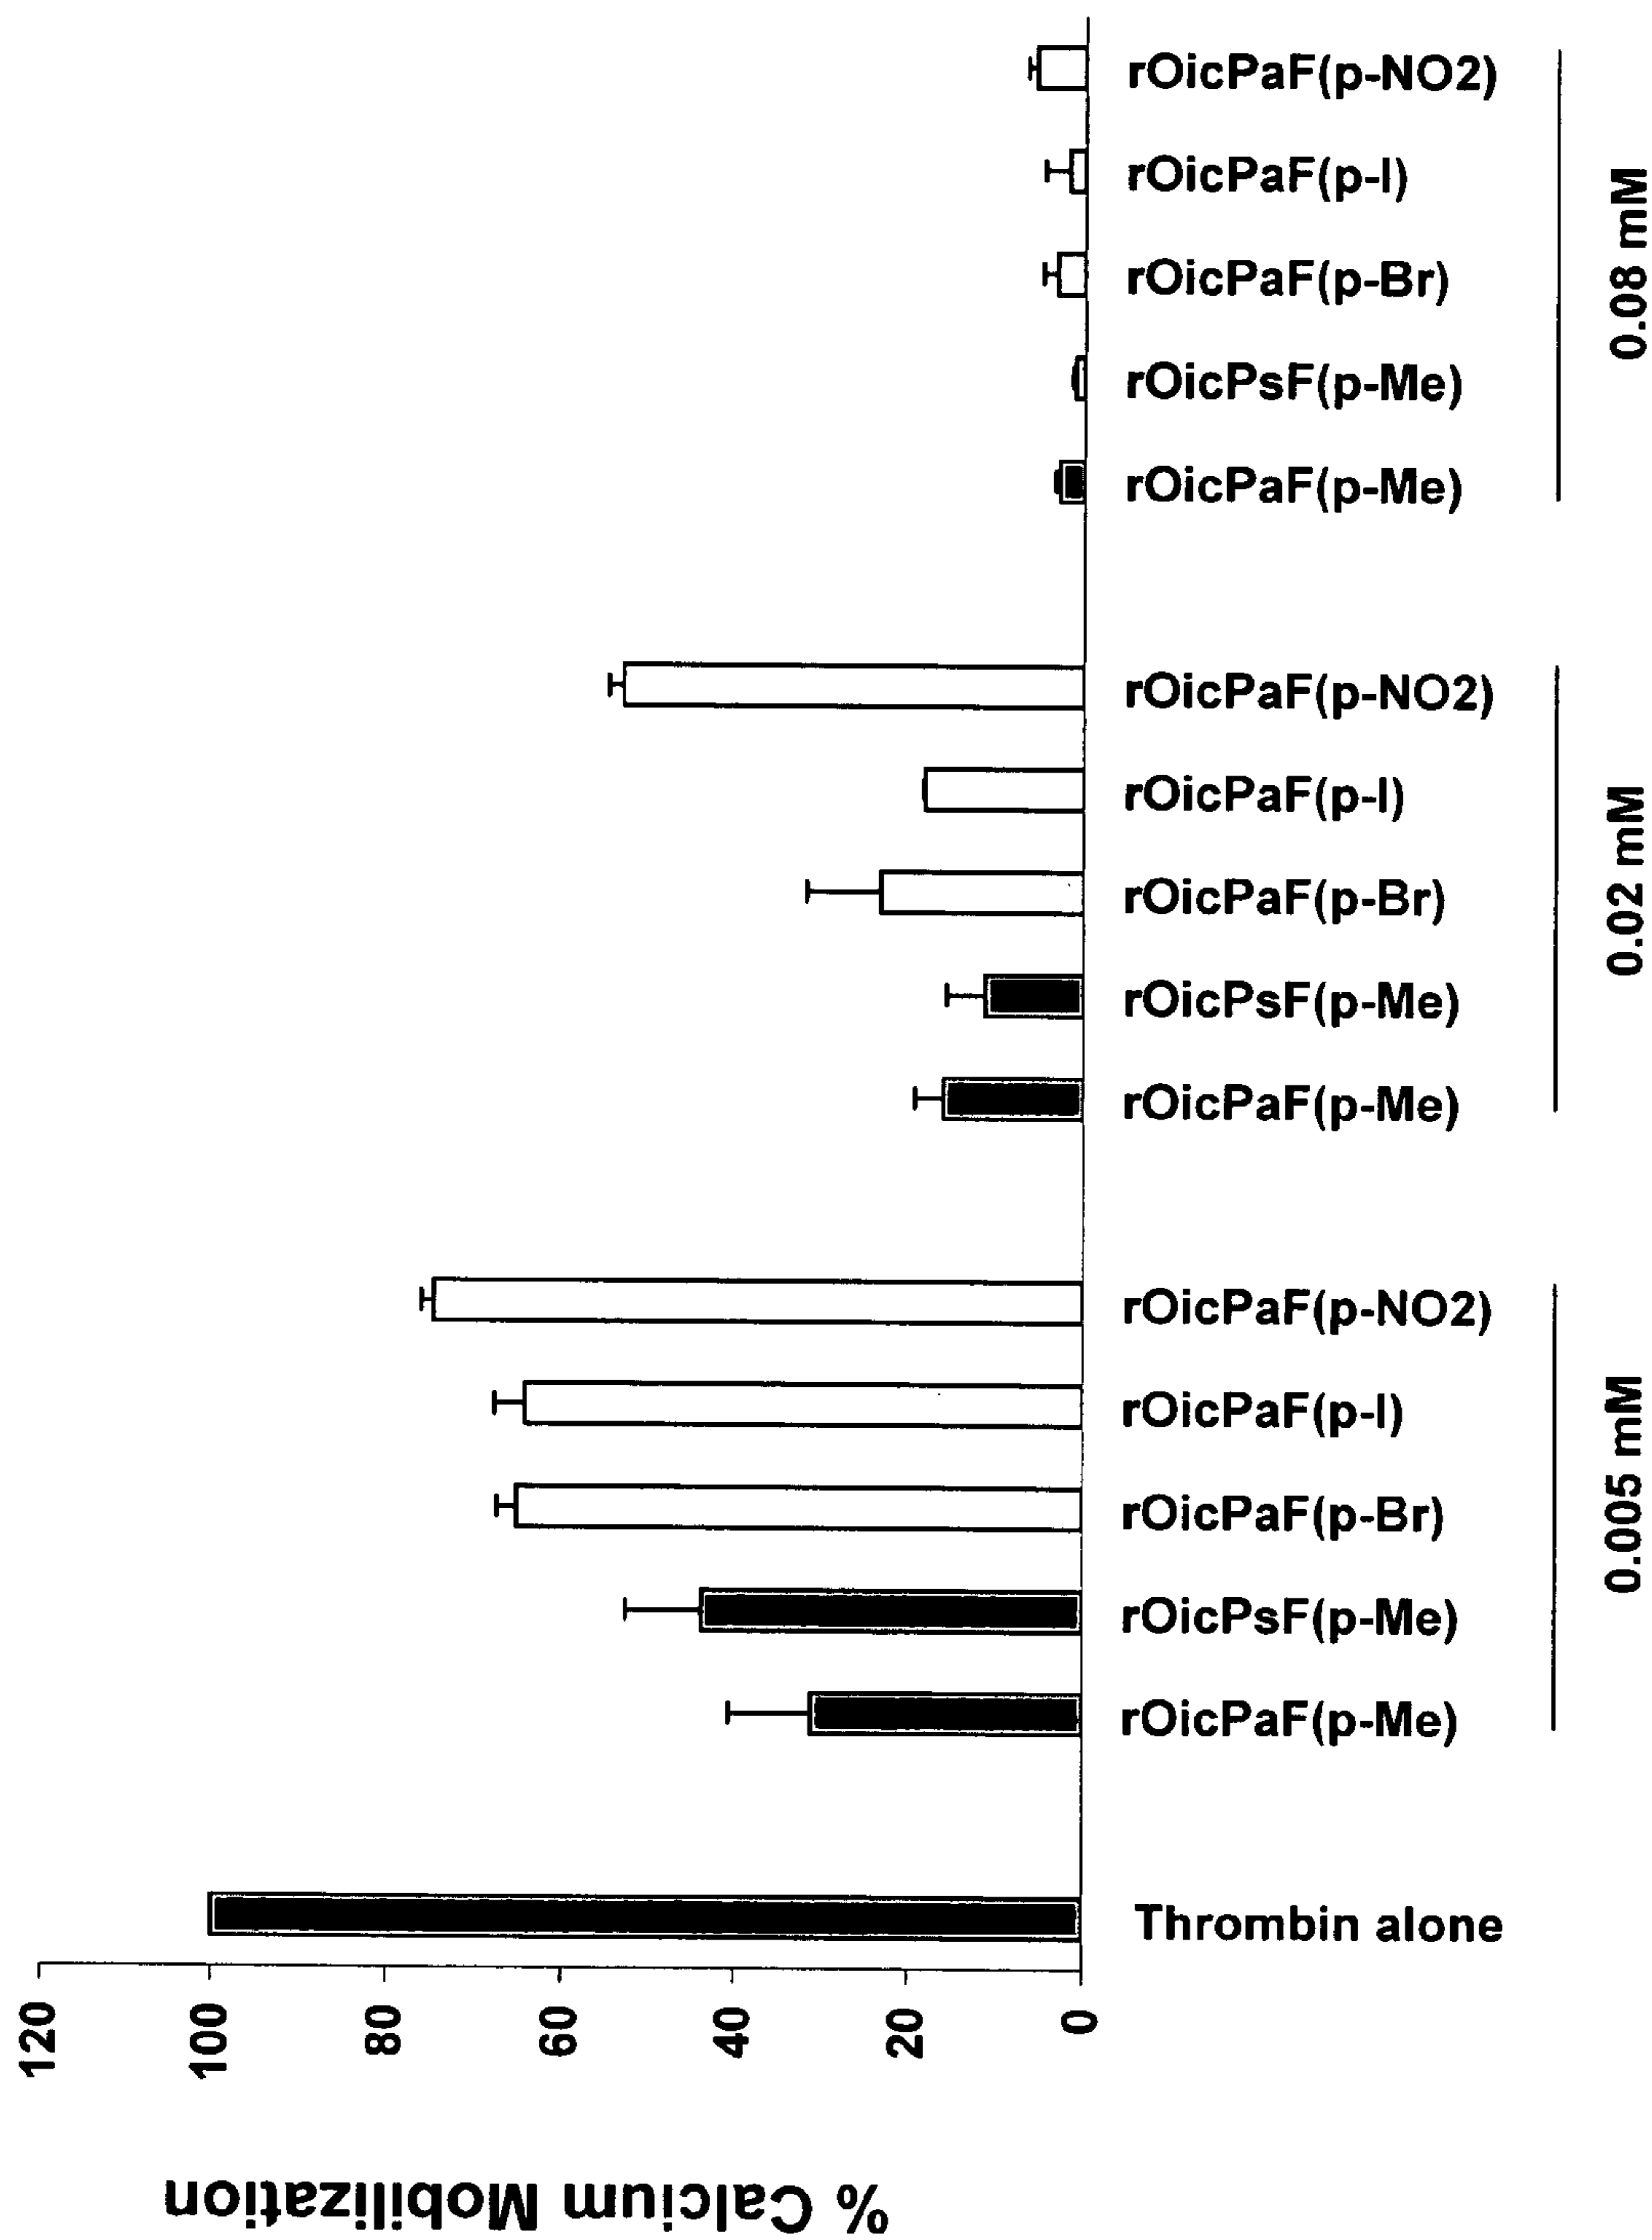 % Calcium Mobilization
120
100
80
60
40
20
0
Thrombin alone
rOicPaF(p-Me)
rOicPsF(p-Me)
rOicPaF(p-Br)
rOicPaF(p-I)
rOicPaF(p-NO2)
0.005 mM
rOicPaF(p-Me)
rOicPsF(p-Me)
rOicPaF(p-Br)
rOicPaF(p-I)
rOicPaF(p-NO2)
0.02 mM
rOicPaF(p-Me)
rOicPsF(p-Me)
rOicPaF(p-Br)
rOicPaF(p-I)
rOicPaF(p-NO2)
0.08 mM